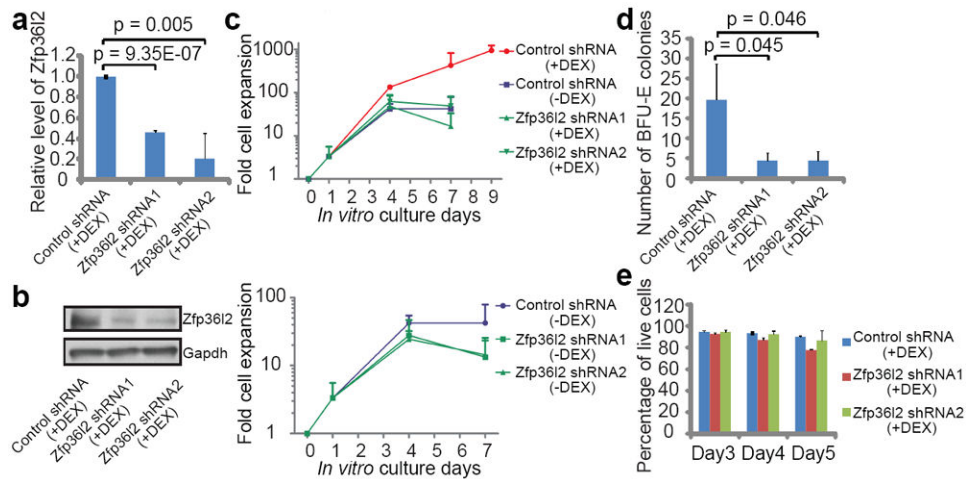 a
p = 0.005
p = 9.35E-07
Relative level of Zfp36l2
1.2
1.0
0.8
0.6
0.4
0.2
0
Control shRNA
(+DEX)
Zfp36l2 shRNA1
(+DEX)
Zfp36l2 shRNA2
(+DEX)
c
Fold cell expansion
1000
100
10
1
0 1 2 3 4 5 6 7 8 9
In vitro culture days
Control shRNA
(+DEX)
Control shRNA
(-DEX)
Zfp36l2 shRNA1
(+DEX)
Zfp36l2 shRNA2
(+DEX)
d
p = 0.046
p = 0.045
Number of BFU-E colonies
35
30
25
20
15
10
5
0
Control shRNA
(+DEX)
Zfp36l2 shRNA1
(+DEX)
Zfp36l2 shRNA2
(+DEX)
b
Zfp36l2
Gapdh
Control shRNA
(+DEX)
Zfp36l2 shRNA1
(+DEX)
Zfp36l2 shRNA2
(+DEX)
Fold cell expansion
100
10
1
0 1 2 3 4 5 6 7
In vitro culture days
Control shRNA
(-DEX)
Zfp36l2 shRNA1
(-DEX)
Zfp36l2 shRNA2
(-DEX)
e
Percentage of live cells
120
100
80
60
40
20
0
Day3 Day4 Day5
Control shRNA
(+DEX)
Zfp36l2 shRNA1
(+DEX)
Zfp36l2 shRNA2
(+DEX)